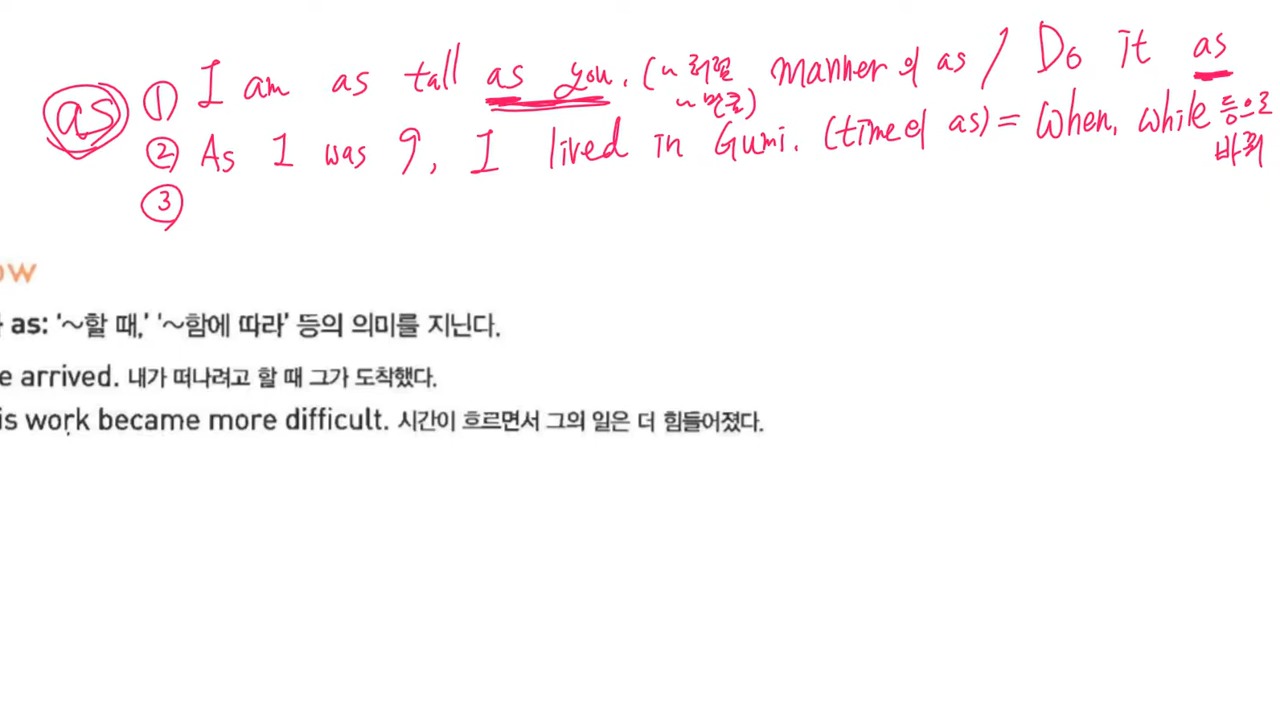 as ① I am as tall as you. (~처럼 manner의 as / Do it as
~만큼)
② As I was 9, I lived in Gumi. (time의 as) = When, while 등으로
바뀜
③
ow
as: '~할 때,' '~함에 따라' 등의 의미를 지닌다.
e arrived. 내가 떠나려고 할 때 그가 도착했다.
is work became more difficult. 시간이 흐르면서 그의 일은 더 힘들어졌다.